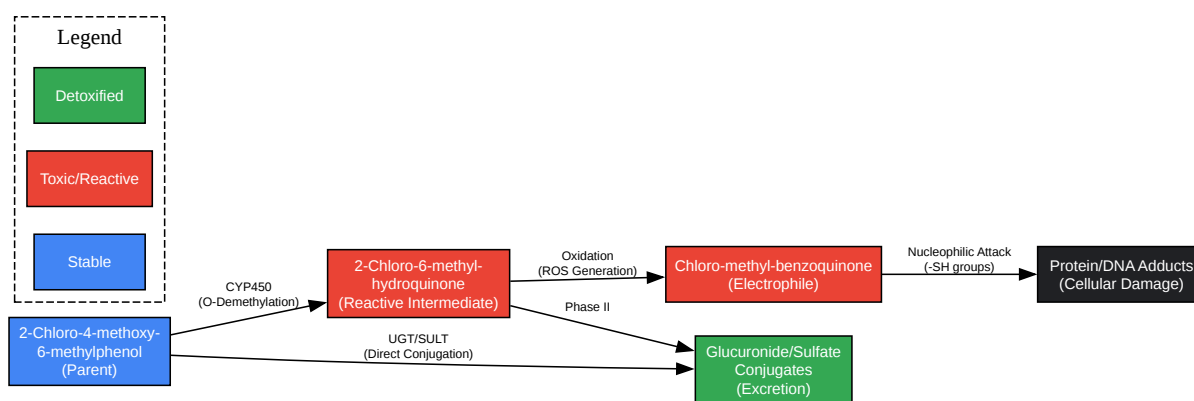 Legend
Detoxified
Toxic/Reactive
Stable
2-Chloro-4-methoxy-
6-methylphenol
(Parent)
CYP450
(O-Demethylation)
UGT/SULT
(Direct Conjugation)
2-Chloro-6-methyl-
hydroquinone
(Reactive Intermediate)
Oxidation
(ROS Generation)
Phase II
Chloro-methyl-benzoquinone
(Electrophile)
Glucuronide/Sulfate
Conjugates
(Excretion)
Nucleophilic Attack
(-SH groups)
Protein/DNA Adducts
(Cellular Damage)